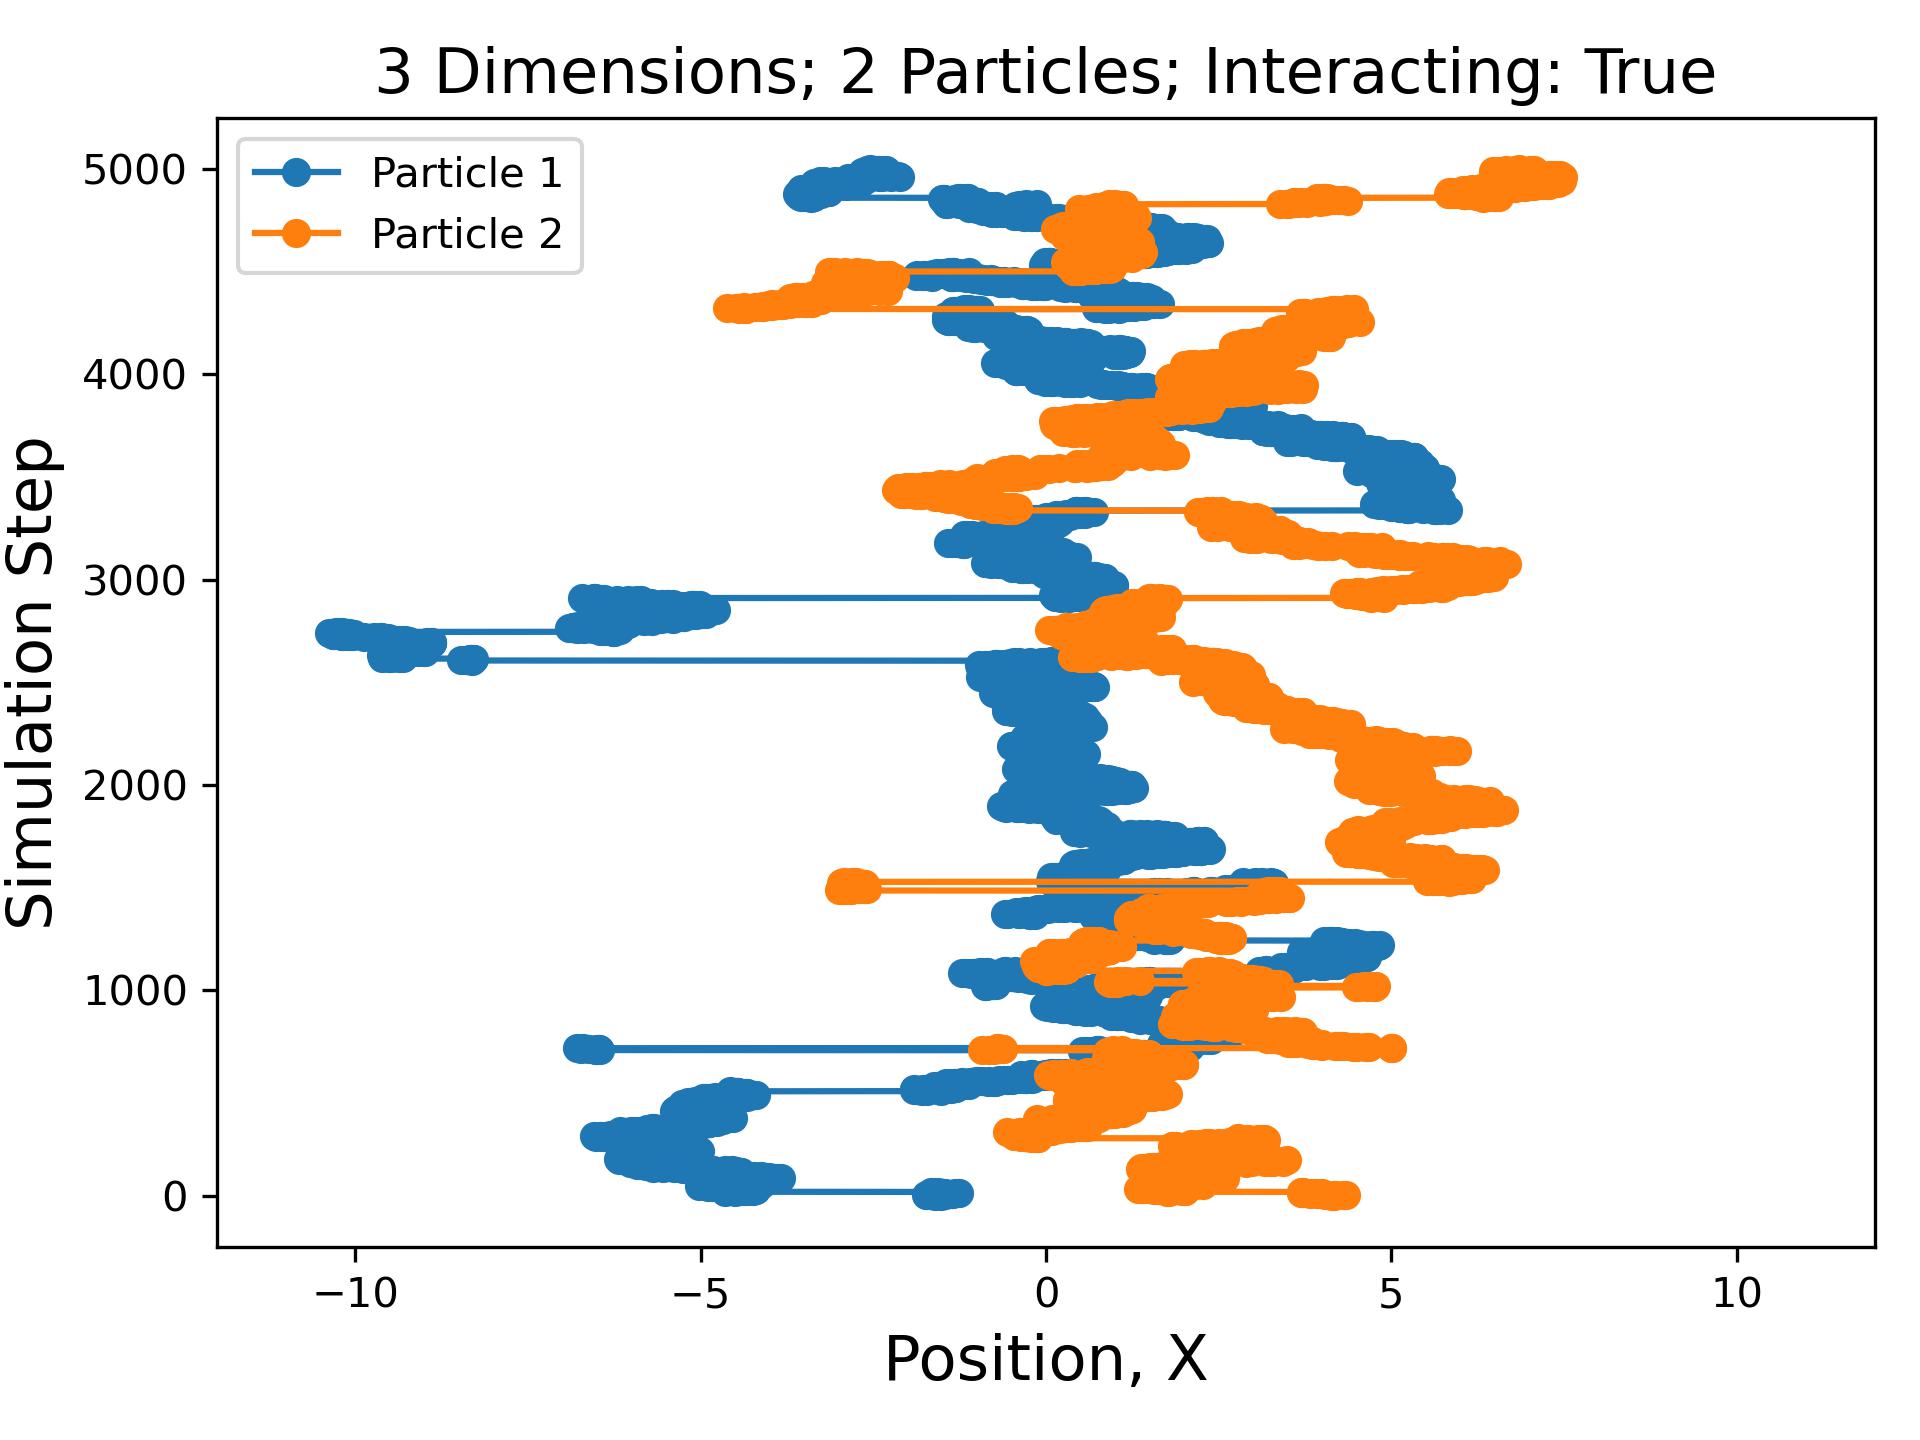 3 Dimensions; 2 Particles; Interacting: True
Particle 1
Particle 2
5000
4000
3000
2000
1000
0
Simulation Step
−10 −5 0 5 10
Position, X